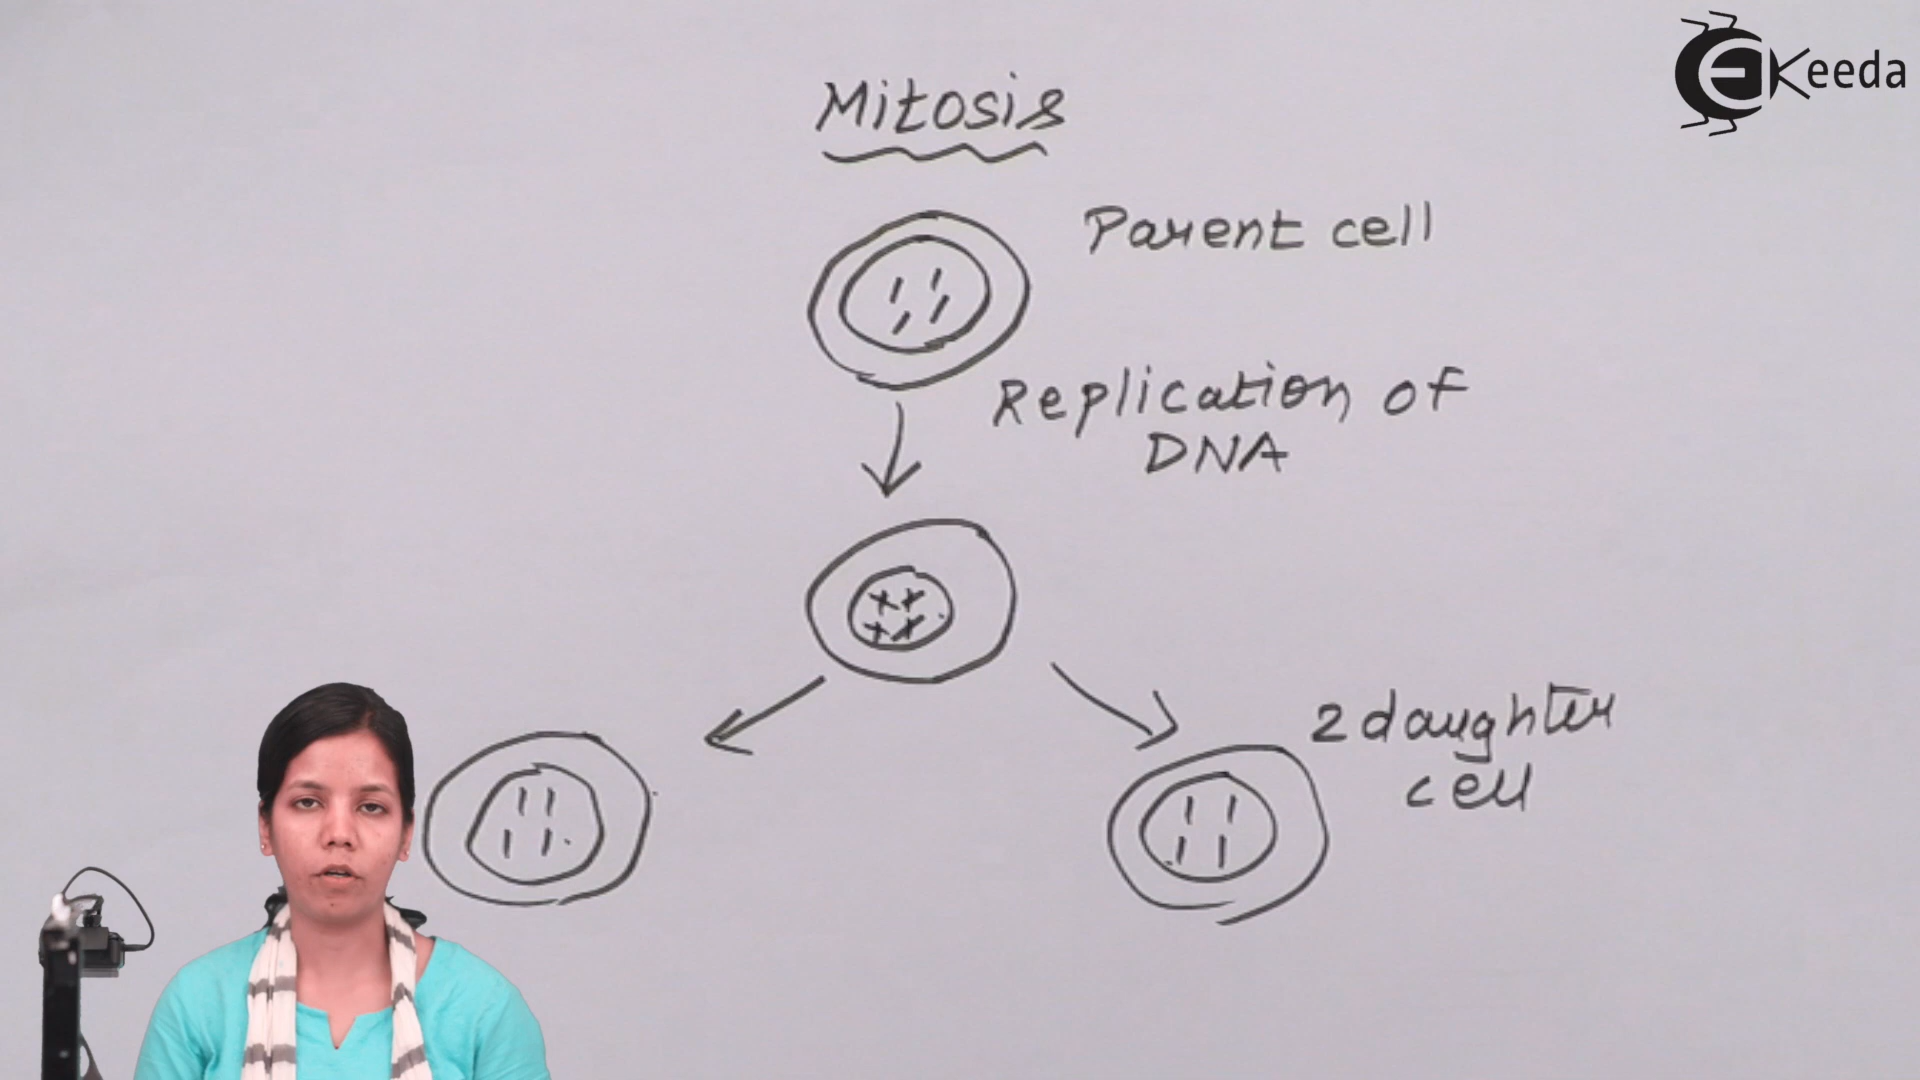 EKeeda
Mitosis
Parent cell
Replication of
DNA
2 daughter
cell